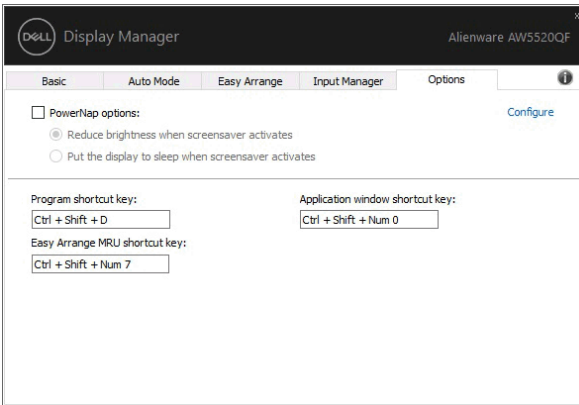 DELL Display Manager
Alienware AW5520QF
Basic Auto Mode Easy Arrange Input Manager Options
PowerNap options:
Configure
Reduce brightness when screensaver activates
Put the display to sleep when screensaver activates
Program shortcut key:
Application window shortcut key:
Ctrl + Shift + D
Ctrl + Shift + Num 0
Easy Arrange MRU shortcut key:
Ctrl + Shift + Num 7